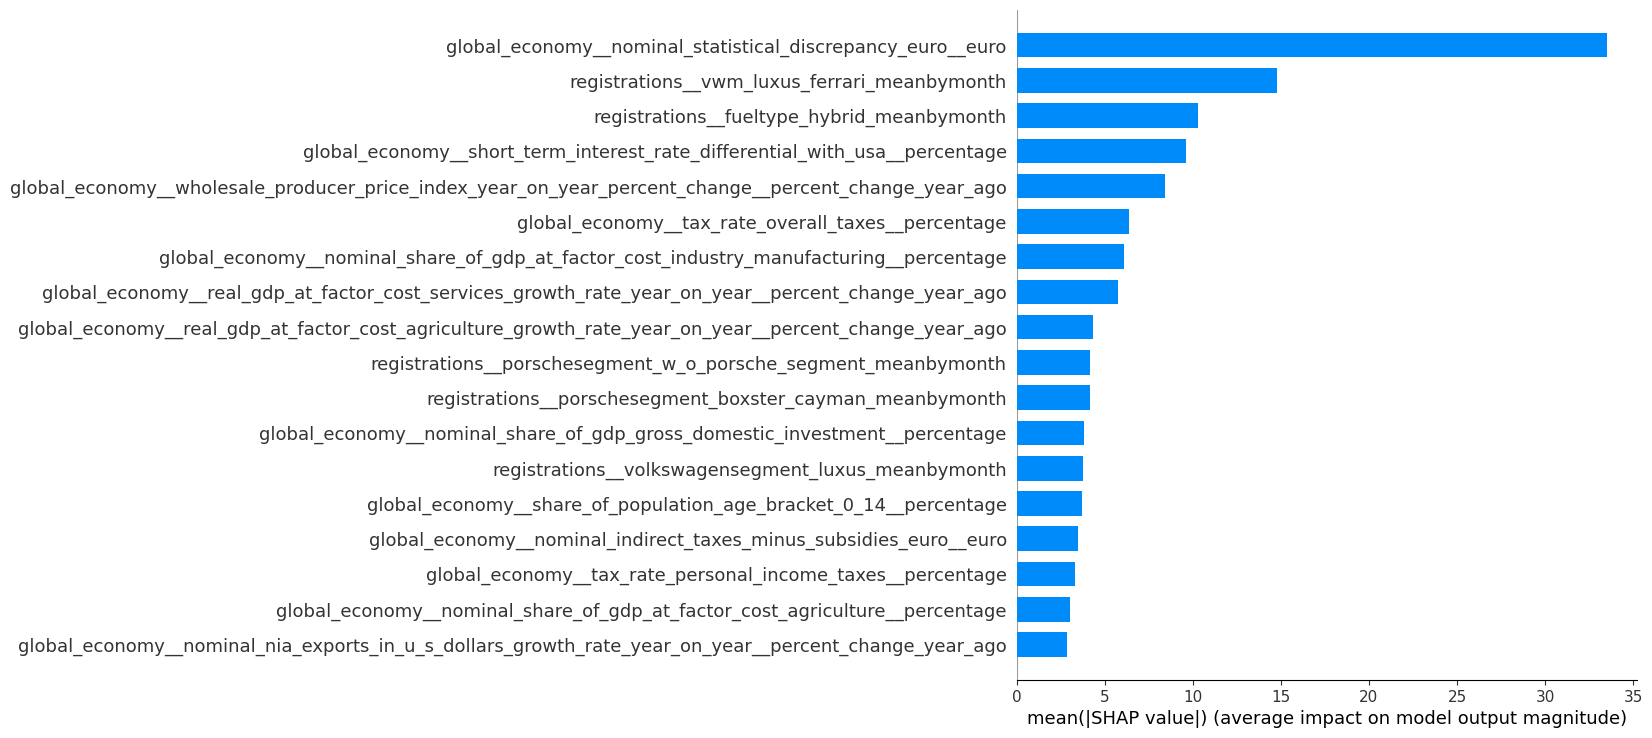 global_economy__nominal_statistical_discrepancy_euro__euro
registrations__vwm_luxus_ferrari_meanbymonth
registrations__fueltype_hybrid_meanbymonth
global_economy__short_term_interest_rate_differential_with_usa__percentage
global_economy__wholesale_producer_price_index_year_on_year_percent_change__percent_change_year_ago
global_economy__tax_rate_overall_taxes__percentage
global_economy__nominal_share_of_gdp_at_factor_cost_industry_manufacturing__percentage
global_economy__real_gdp_at_factor_cost_services_growth_rate_year_on_year__percent_change_year_ago
global_economy__real_gdp_at_factor_cost_agriculture_growth_rate_year_on_year__percent_change_year_ago
registrations__porschesegment_w_o_porsche_segment_meanbymonth
registrations__porschesegment_boxster_cayman_meanbymonth
global_economy__nominal_share_of_gdp_gross_domestic_investment__percentage
registrations__volkswagensegment_luxus_meanbymonth
global_economy__share_of_population_age_bracket_0_14__percentage
global_economy__nominal_indirect_taxes_minus_subsidies_euro__euro
global_economy__tax_rate_personal_income_taxes__percentage
global_economy__nominal_share_of_gdp_at_factor_cost_agriculture__percentage
global_economy__nominal_nia_exports_in_u_s_dollars_growth_rate_year_on_year__percent_change_year_ago
0 5 10 15 20 25 30 35
mean(|SHAP value|) (average impact on model output magnitude)